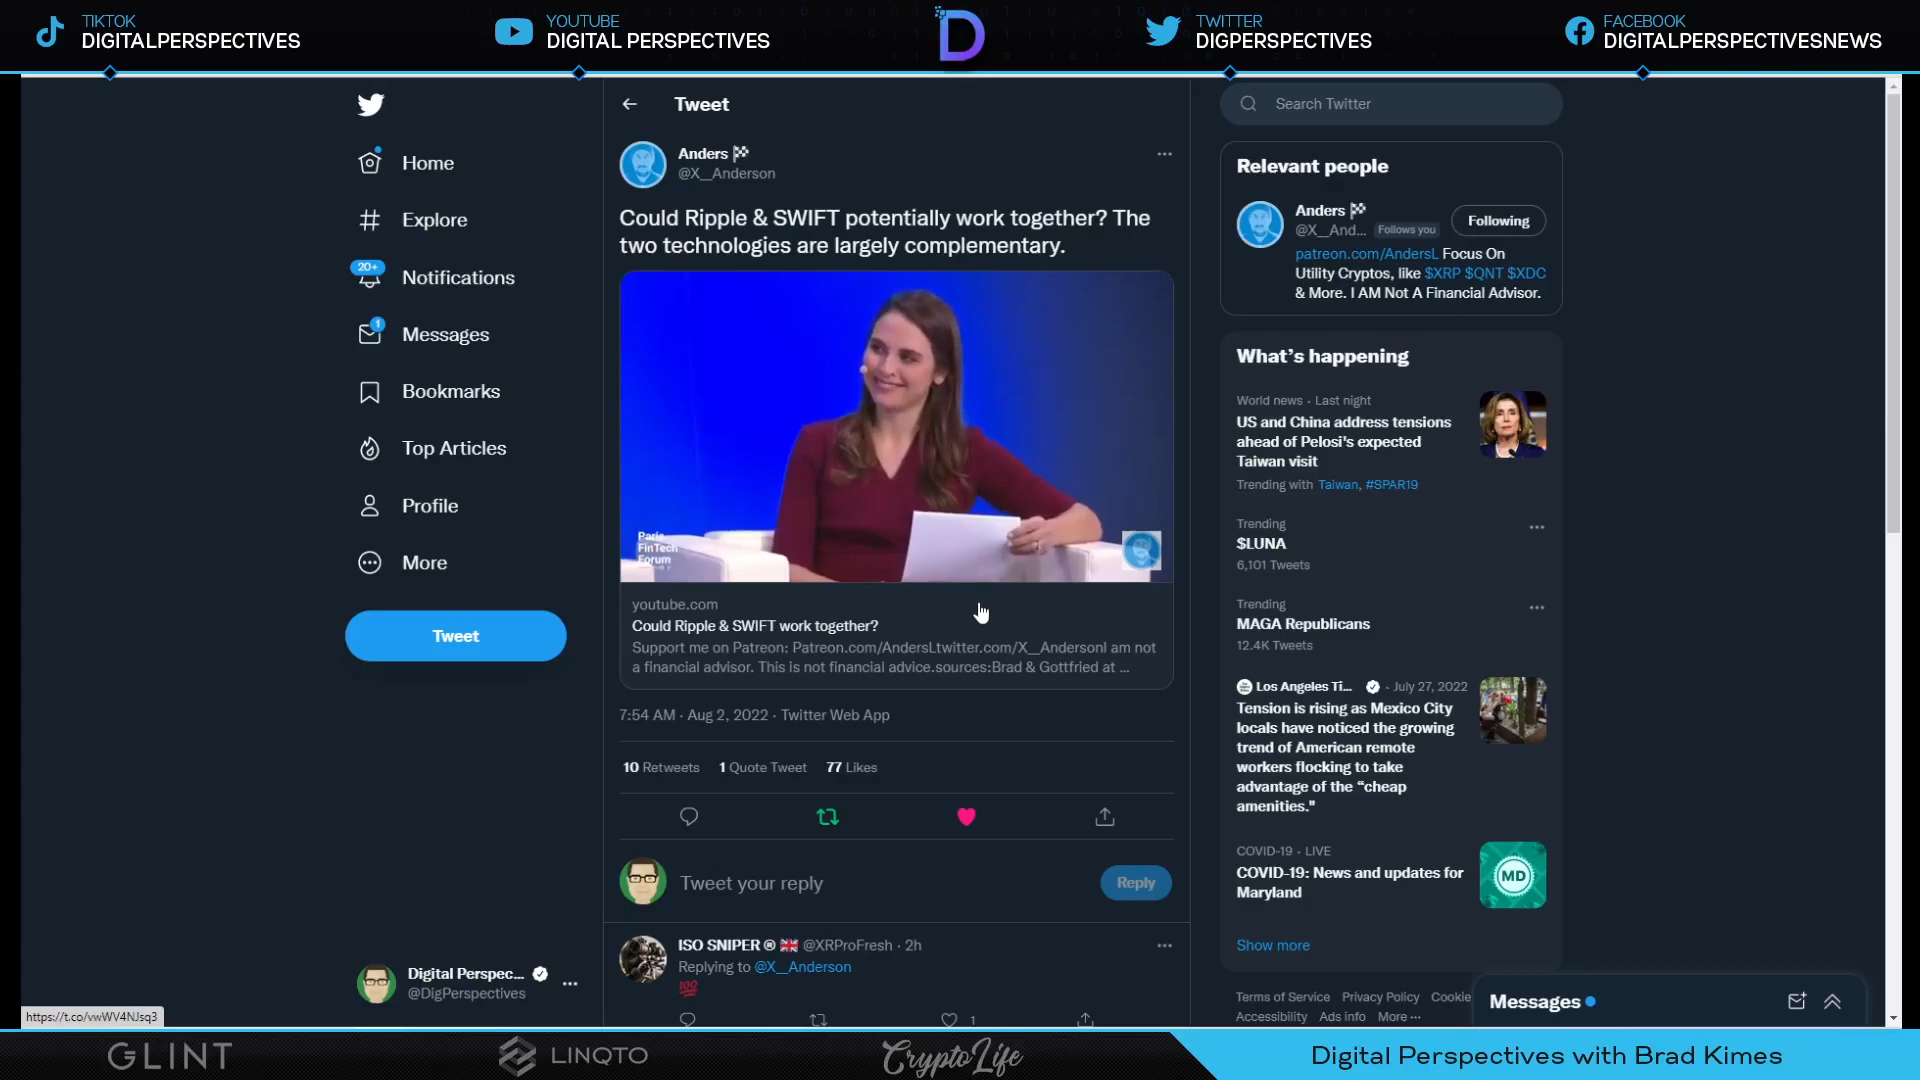 TIKTOK
DIGITALPERSPECTIVES
YOUTUBE
DIGITAL PERSPECTIVES
D
TWITTER
DIGPERSPECTIVES
FACEBOOK
DIGITALPERSPECTIVESNEWS
Home
Explore
20+
Notifications
1
Messages
Bookmarks
Top Articles
Profile
More
Tweet
Digital Perspec...
@DigPerspectives
https://t.co/vwWV4NJsq3
Tweet
Anders
@X__Anderson
Could Ripple & SWIFT potentially work together? The
two technologies are largely complementary.
Paris
FinTech
Forum
youtube.com
Could Ripple & SWIFT work together?
Support me on Patreon: Patreon.com/AndersLtwitter.com/X__AndersonI am not
a financial advisor. This is not financial advice.sources:Brad & Gottfried at ...
7:54 AM · Aug 2, 2022 · Twitter Web App
10 Retweets 1 Quote Tweet 77 Likes
Tweet your reply
Reply
ISO SNIPER ® 🇬🇧 @XRProFresh · 2h
Replying to @X__Anderson
💯
1
Search Twitter
Relevant people
Anders
@X__And... Follows you
Following
patreon.com/AndersL Focus On
Utility Cryptos, like $XRP $QNT $XDC
& More. I AM Not A Financial Advisor.
What's happening
World news · Last night
US and China address tensions
ahead of Pelosi's expected
Taiwan visit
Trending with Taiwan, #SPAR19
Trending
$LUNA
6,101 Tweets
Trending
MAGA Republicans
12.4K Tweets
Los Angeles Ti... · July 27, 2022
Tension is rising as Mexico City
locals have noticed the growing
trend of American remote
workers flocking to take
advantage of the “cheap
amenities."
COVID-19 · LIVE
COVID-19: News and updates for
Maryland
MD
Show more
Terms of Service Privacy Policy Cookie
Accessibility Ads info More ...
Messages
GLINT
LINQTO
CryptoLife
Digital Perspectives with Brad Kimes